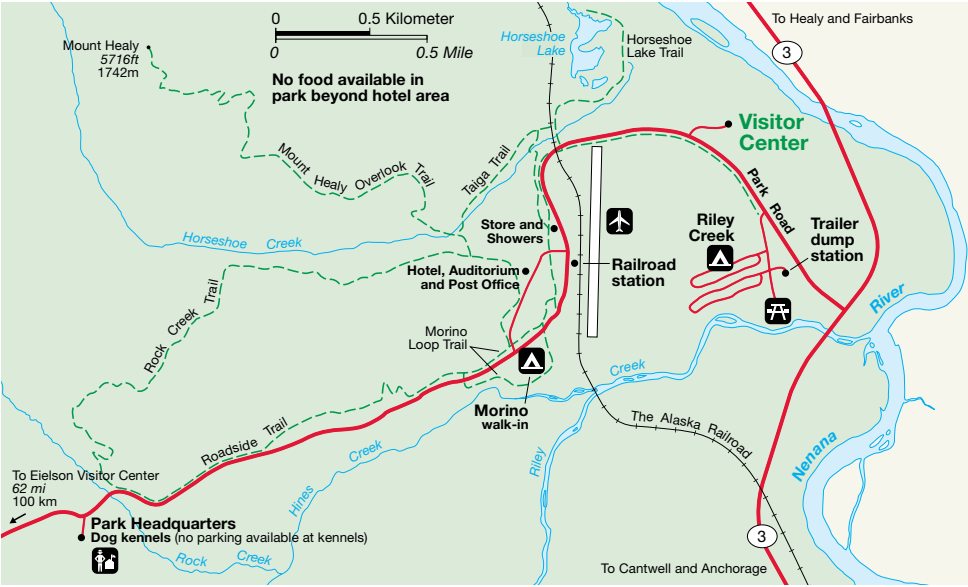 0 0.5 Kilometer
0 0.5 Mile
No food available in
park beyond hotel area
Mount Healy
5716ft
1742m
Horseshoe
Lake
Horseshoe
Lake Trail
To Healy and Fairbanks
3
Visitor
Center
Mount Healy Overlook Trail
Taiga Trail
Park Road
Horseshoe Creek
Store and
Showers
Riley
Creek
Trailer
dump
station
Hotel, Auditorium
and Post Office
Railroad
station
Rock Creek Trail
River
Morino
Loop Trail
Creek
Morino
walk-in
The Alaska Railroad
Roadside Trail
Creek
Riley
Nenana
Hines
To Eielson Visitor Center
62 mi
100 km
Park Headquarters
Dog kennels (no parking available at kennels)
Rock Creek
3
To Cantwell and Anchorage